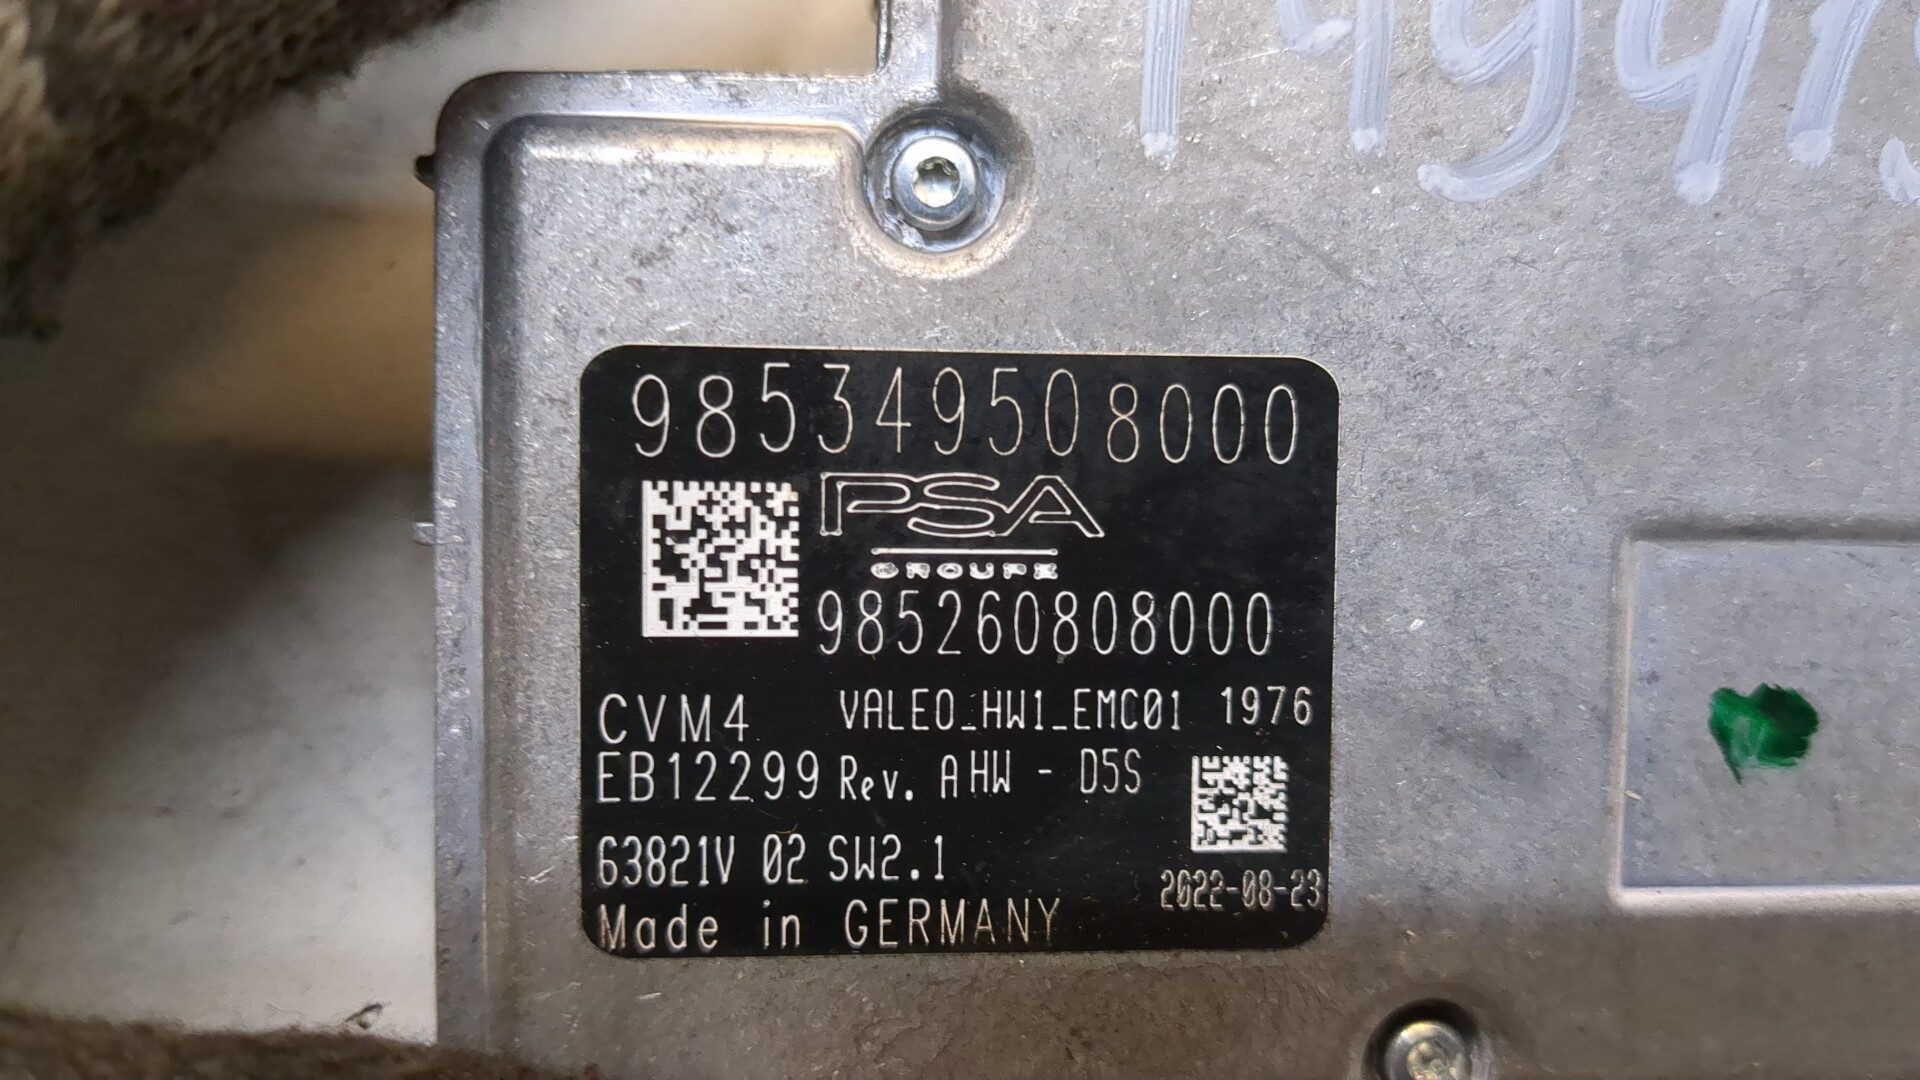 985349508000
PSA
GROUPE
985260808000
CVM4 VALEO_HW1_EMC01 1976
EB12299 Rev. A HW - D5S
63821V 02 SW2.1
2022-08-23
Made in GERMANY